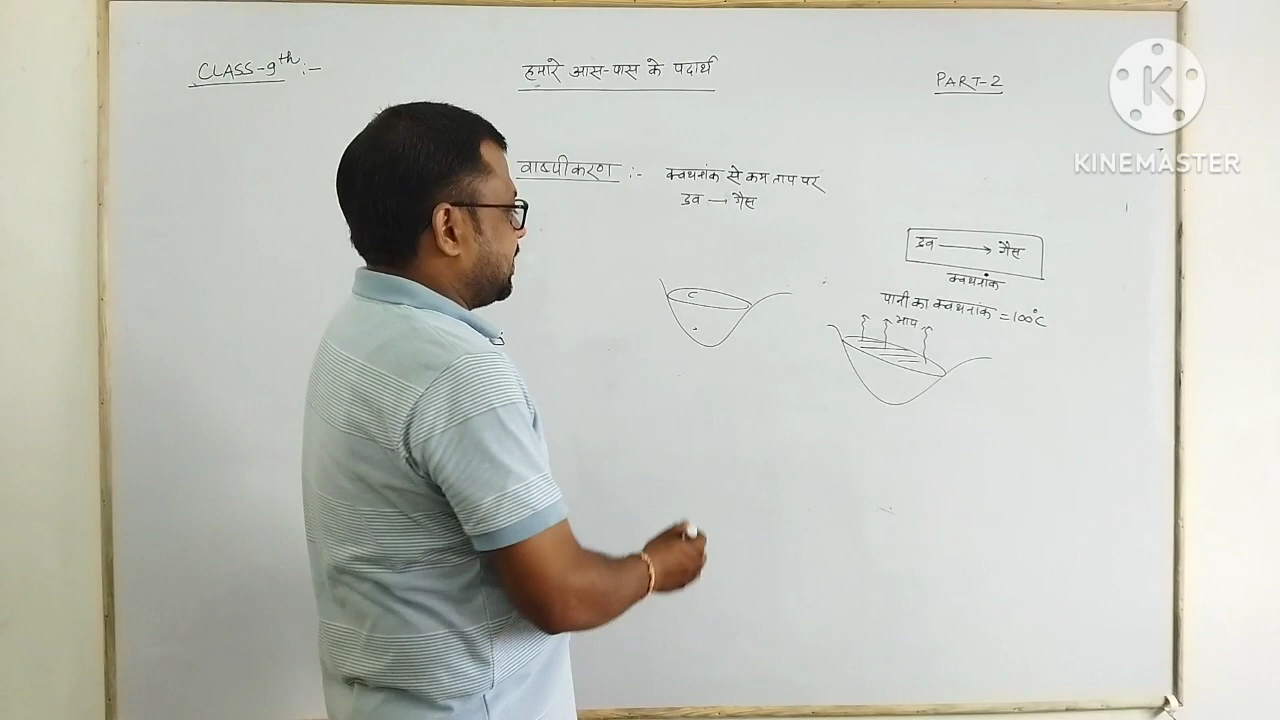 CLASS-9th:-
हमारे आस-पास के पदार्थ
PART-2
KINEMASTER
वाष्पीकरण :- क्वथनांक से कम ताप पर
द्रव → गैस
द्रव → गैस
क्वथनांक
पानी का क्वथनांक = 100°C
भाप